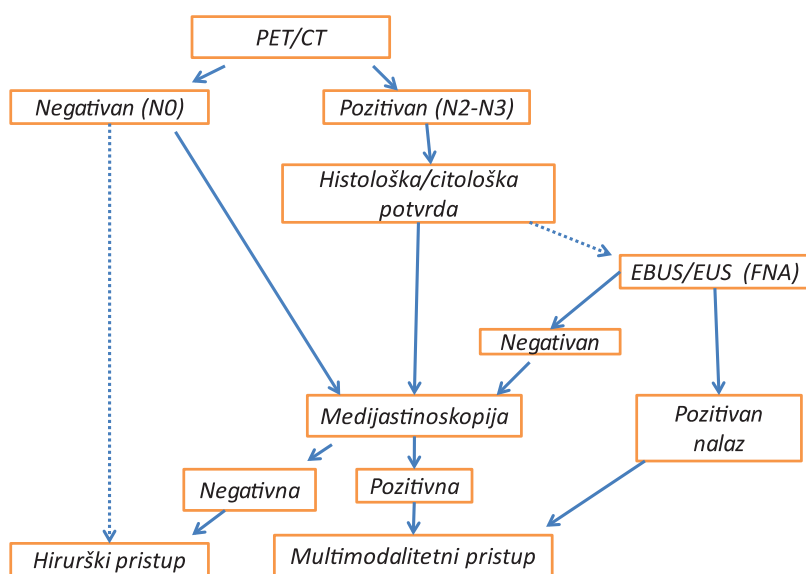 PET/CT
Negativan (N0)
Pozitivan (N2-N3)
Histološka/citološka
potvrda
EBUS/EUS (FNA)
Negativan
Medijastinoskopija
Pozitivan
nalaz
Negativna
Pozitivna
Hirurški pristup
Multimodalitetni pristup